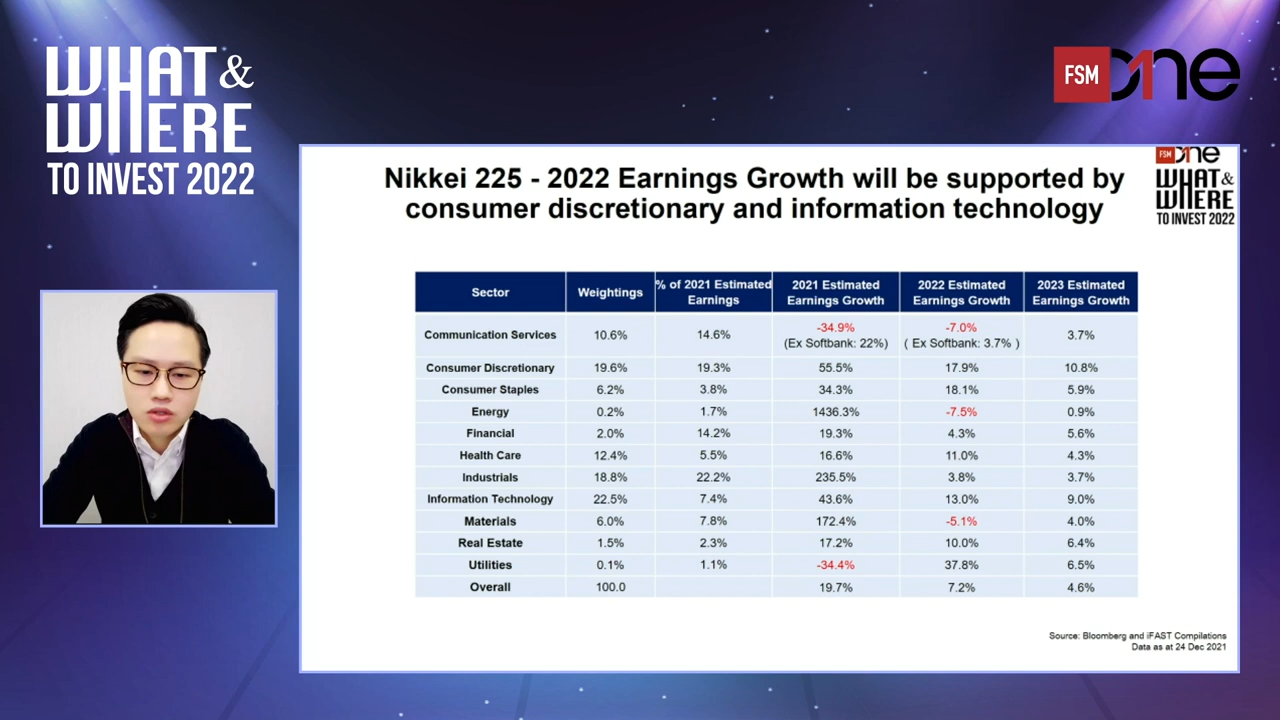 WHAT &
WHERE
TO INVEST 2022
FSM One
FSM One
WHAT &
WHERE
TO INVEST 2022
Nikkei 225 - 2022 Earnings Growth will be supported by
consumer discretionary and information technology
Sector Weightings % of 2021 Estimated Earnings 2021 Estimated Earnings Growth 2022 Estimated Earnings Growth 2023 Estimated Earnings Growth
Communication Services 10.6% 14.6% -34.9% (Ex Softbank: 22%) -7.0% ( Ex Softbank: 3.7% ) 3.7%
Consumer Discretionary 19.6% 19.3% 55.5% 17.9% 10.8%
Consumer Staples 6.2% 3.8% 34.3% 18.1% 5.9%
Energy 0.2% 1.7% 1436.3% -7.5% 0.9%
Financial 2.0% 14.2% 19.3% 4.3% 5.6%
Health Care 12.4% 5.5% 16.6% 11.0% 4.3%
Industrials 18.8% 22.2% 235.5% 3.8% 3.7%
Information Technology 22.5% 7.4% 43.6% 13.0% 9.0%
Materials 6.0% 7.8% 172.4% -5.1% 4.0%
Real Estate 1.5% 2.3% 17.2% 10.0% 6.4%
Utilities 0.1% 1.1% -34.4% 37.8% 6.5%
Overall 100.0 19.7% 7.2% 4.6%
Source: Bloomberg and iFAST Compilations
Data as at 24 Dec 2021